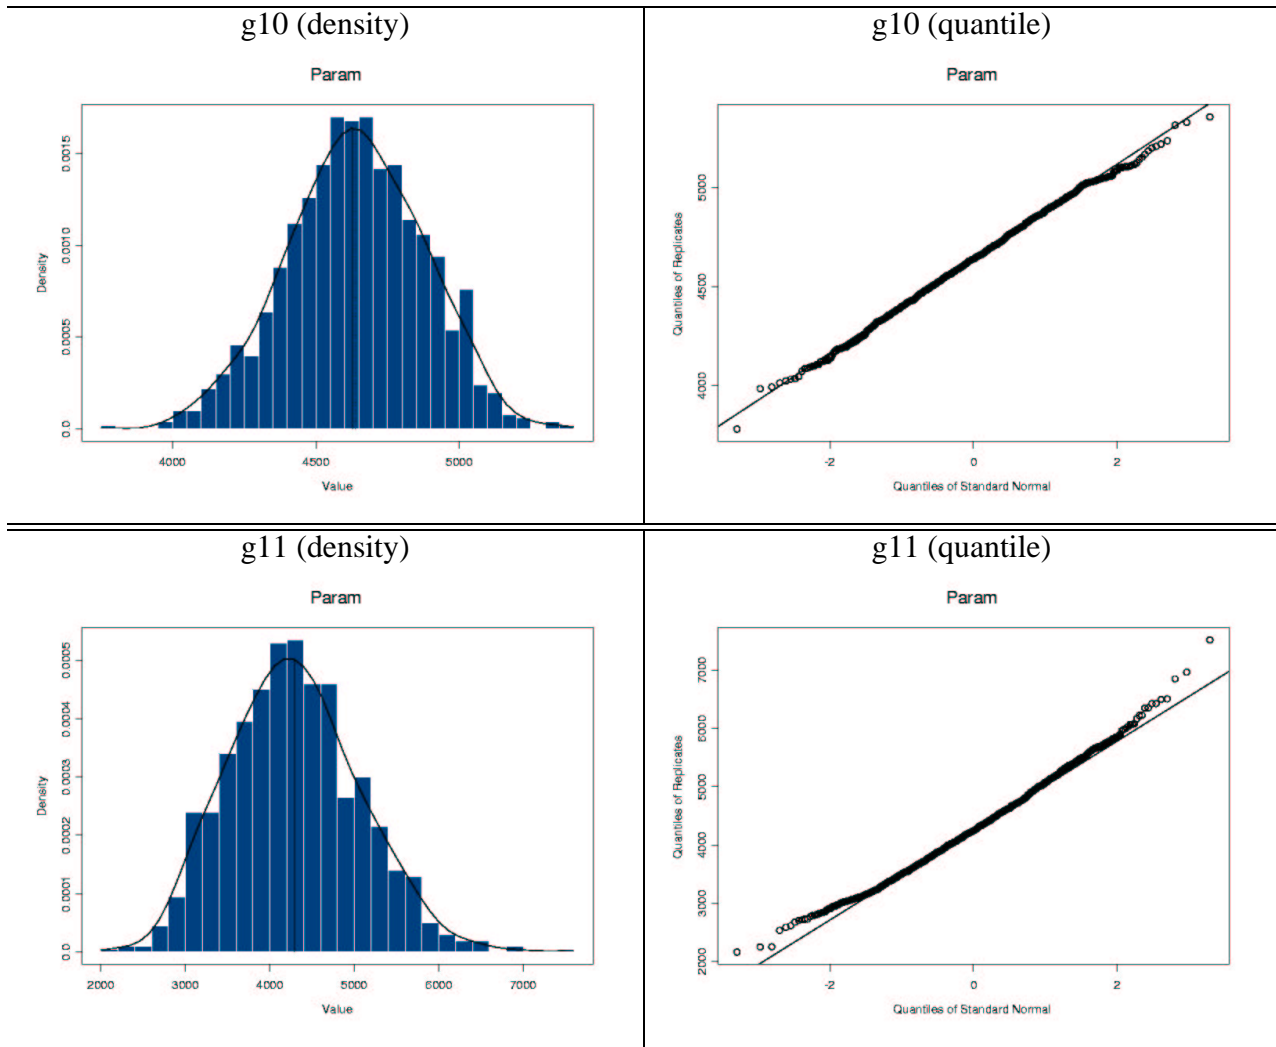 g10 (density)
Param
Density
0.0 0.0005 0.0010 0.0015
4000 4500 5000
Value
g10 (quantile)
Param
Quantiles of Replicates
4000 4500 5000
-2 0 2
Quantiles of Standard Normal
g11 (density)
Param
Density
0.0 0.0001 0.0002 0.0003 0.0004 0.0005
2000 3000 4000 5000 6000 7000
Value
g11 (quantile)
Param
Quantiles of Replicates
2000 3000 4000 5000 6000 7000
-2 0 2
Quantiles of Standard Normal